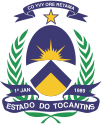 CO YVY ORE RETAMA
1º JAN 1989
ESTADO DO TOCANTINS